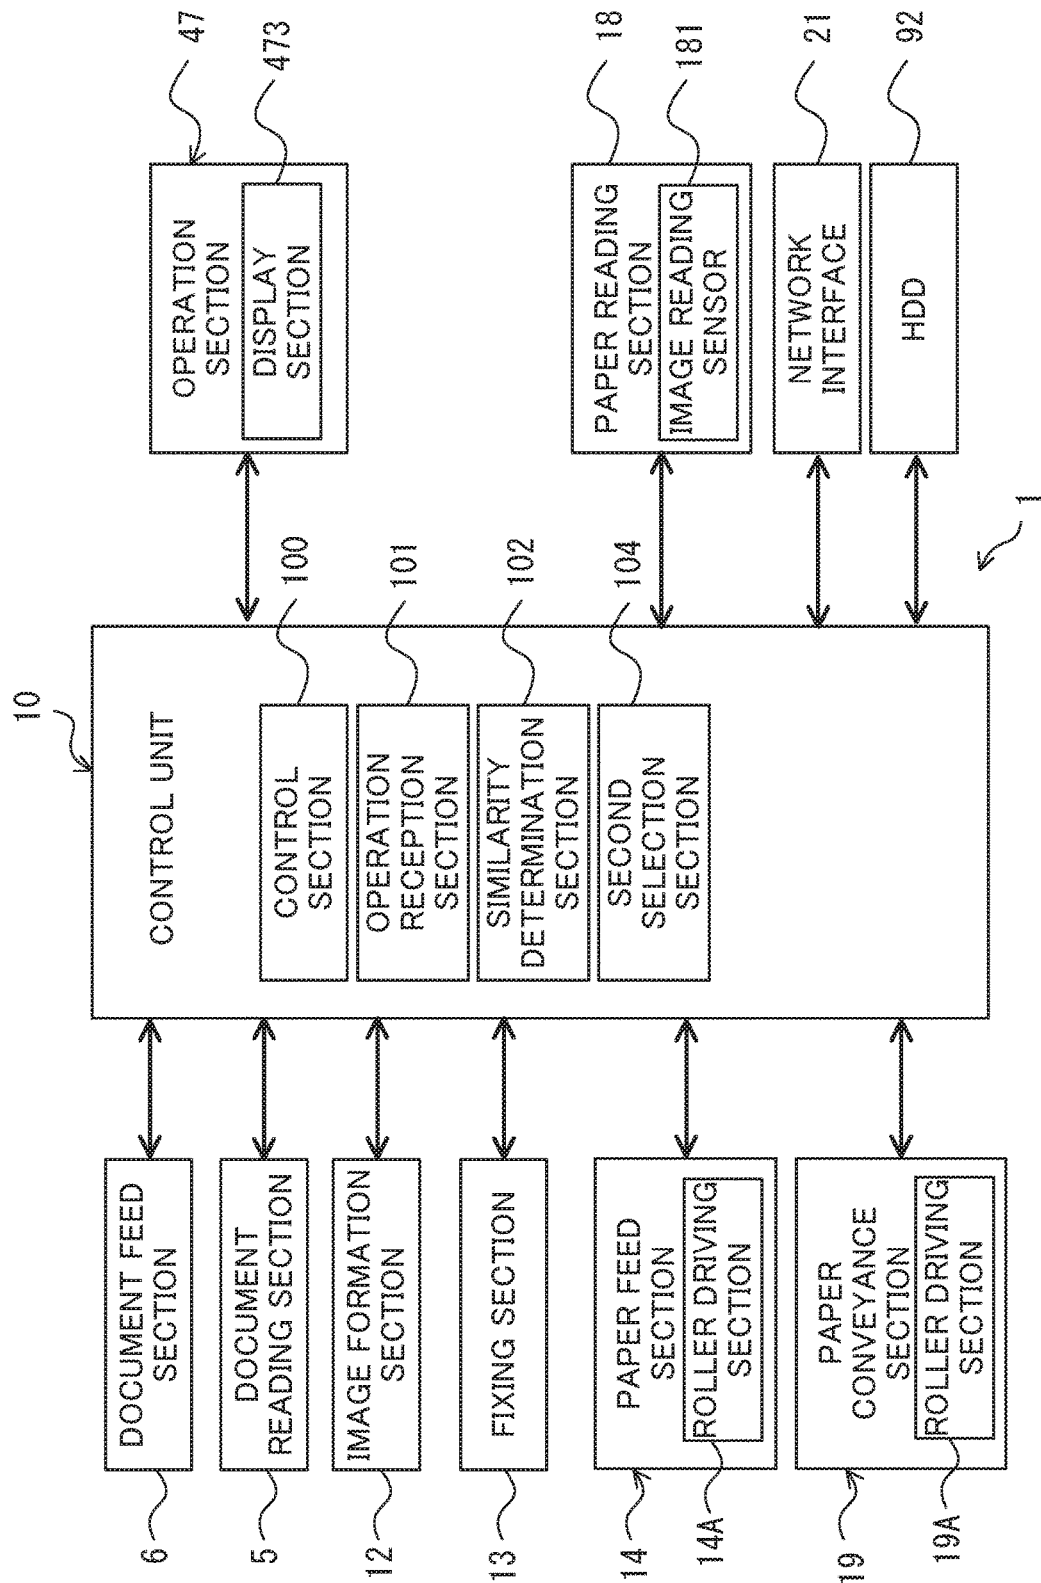 6
DOCUMENT FEED
SECTION
5
DOCUMENT
READING SECTION
12
IMAGE FORMATION
SECTION
13
FIXING SECTION
14
PAPER FEED
SECTION
14A
ROLLER DRIVING
SECTION
19
PAPER
CONVEYANCE
SECTION
19A
ROLLER DRIVING
SECTION
10
CONTROL UNIT
CONTROL
SECTION
100
OPERATION
RECEPTION
SECTION
101
SIMILARITY
DETERMINATION
SECTION
102
SECOND
SELECTION
SECTION
104
OPERATION
SECTION
47
DISPLAY
SECTION
473
PAPER READING
SECTION
18
IMAGE READING
SENSOR
181
NETWORK
INTERFACE
21
HDD
92
1